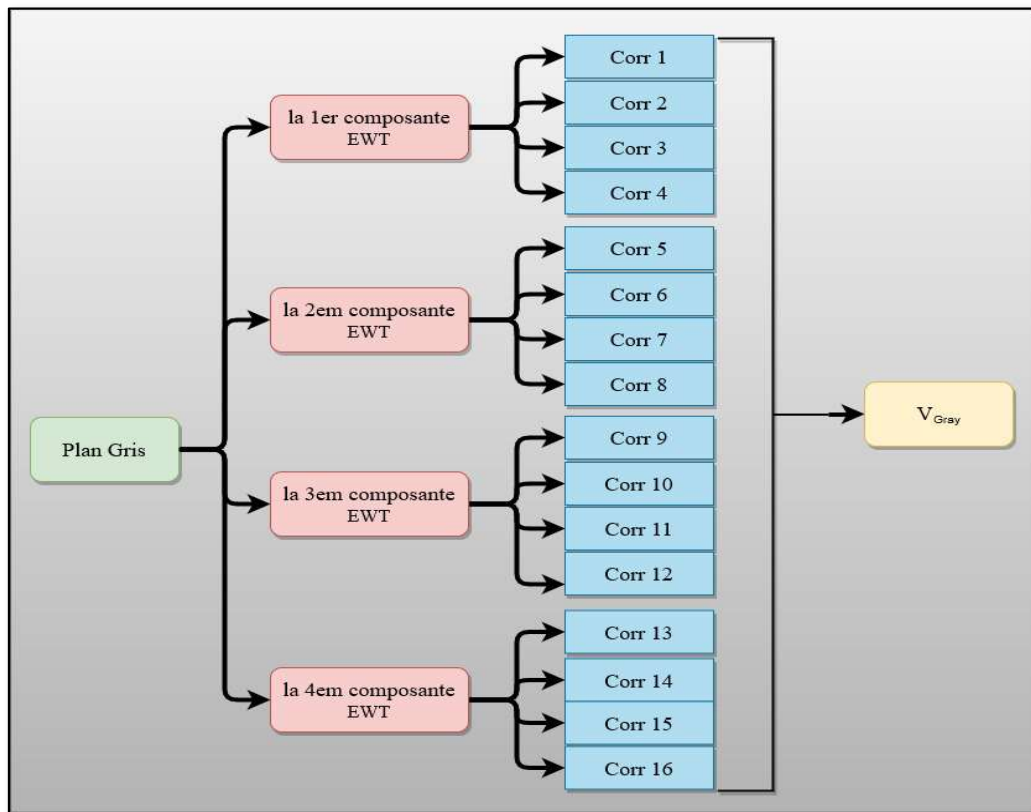 Plan Gris
la 1er composante
EWT
Corr 1
Corr 2
Corr 3
Corr 4
la 2em composante
EWT
Corr 5
Corr 6
Corr 7
Corr 8
la 3em composante
EWT
Corr 9
Corr 10
Corr 11
Corr 12
la 4em composante
EWT
Corr 13
Corr 14
Corr 15
Corr 16
V Gray